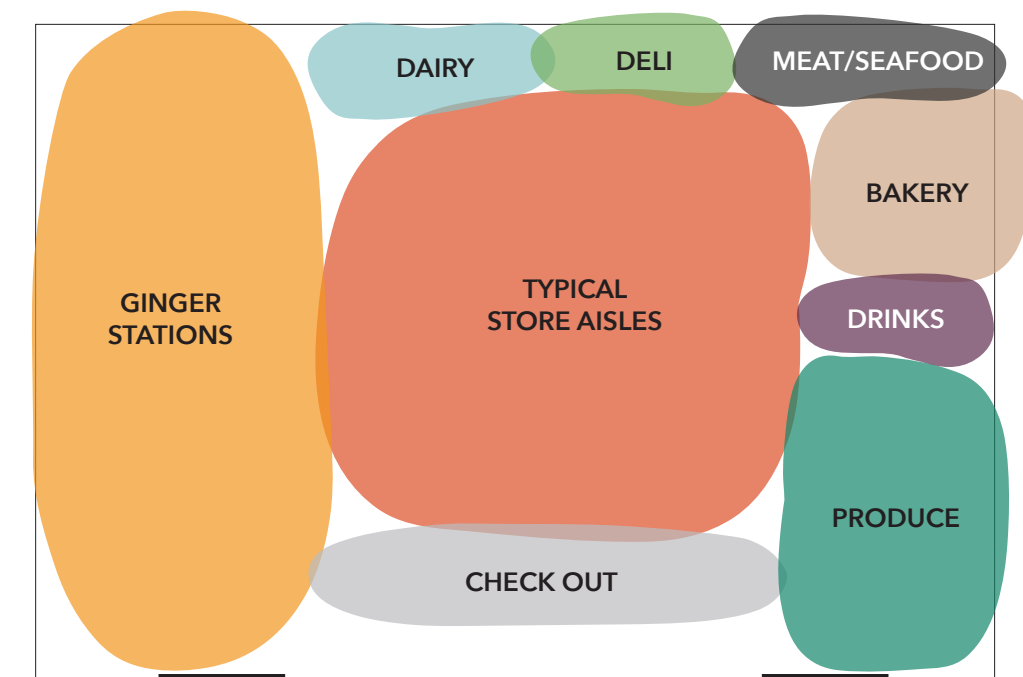 DAIRY
DELI
MEAT/SEAFOOD
BAKERY
GINGER
STATIONS
TYPICAL
STORE AISLES
DRINKS
PRODUCE
CHECK OUT